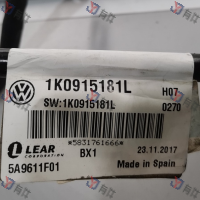 1K0915181L
H07
SW:1K0915181L
0270
*5831761666*
LEAR
CORPORATION
BX1
23.11.2017
5A9611F01
Made in Spain